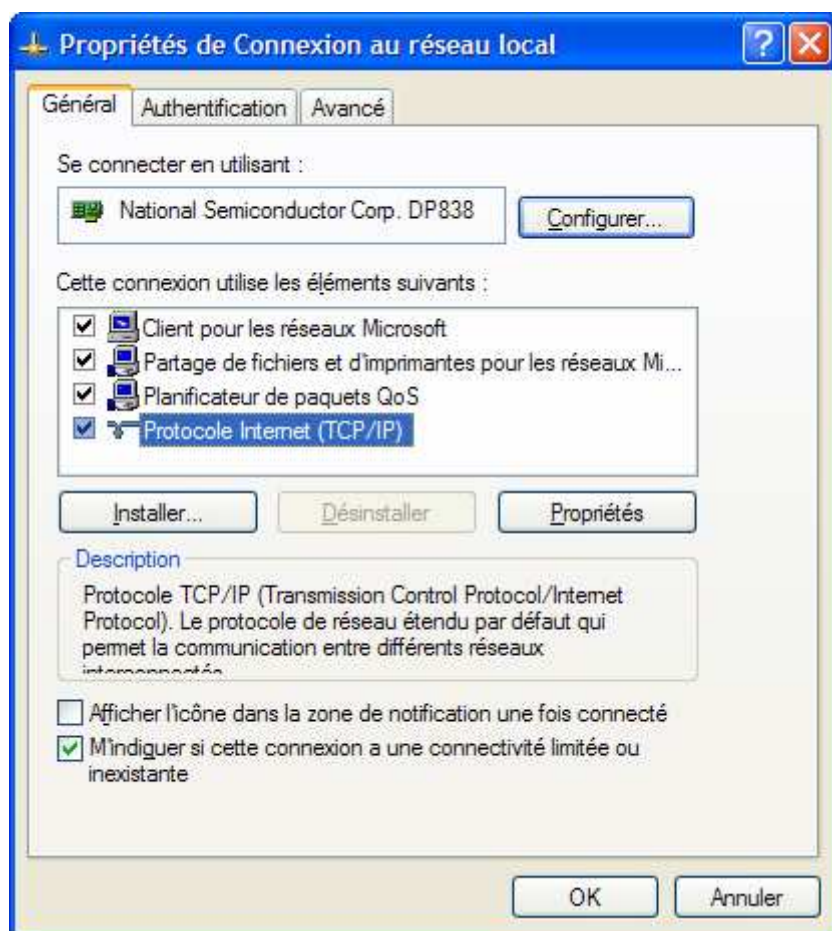 Propriétés de Connexion au réseau local
Général
Authentification
Avancé
Se connecter en utilisant :
National Semiconductor Corp. DP838
Configurer...
Cette connexion utilise les éléments suivants :
Client pour les réseaux Microsoft
Partage de fichiers et d'imprimantes pour les réseaux Mi...
Planificateur de paquets QoS
Protocole Internet (TCP/IP)
Installer...
Désinstaller
Propriétés
Description
Protocole TCP/IP (Transmission Control Protocol/Internet
Protocol). Le protocole de réseau étendu par défaut qui
permet la communication entre différents réseaux
interconnectés
Afficher l'icône dans la zone de notification une fois connecté
M'indiquer si cette connexion a une connectivité limitée ou
inexistante
OK
Annuler